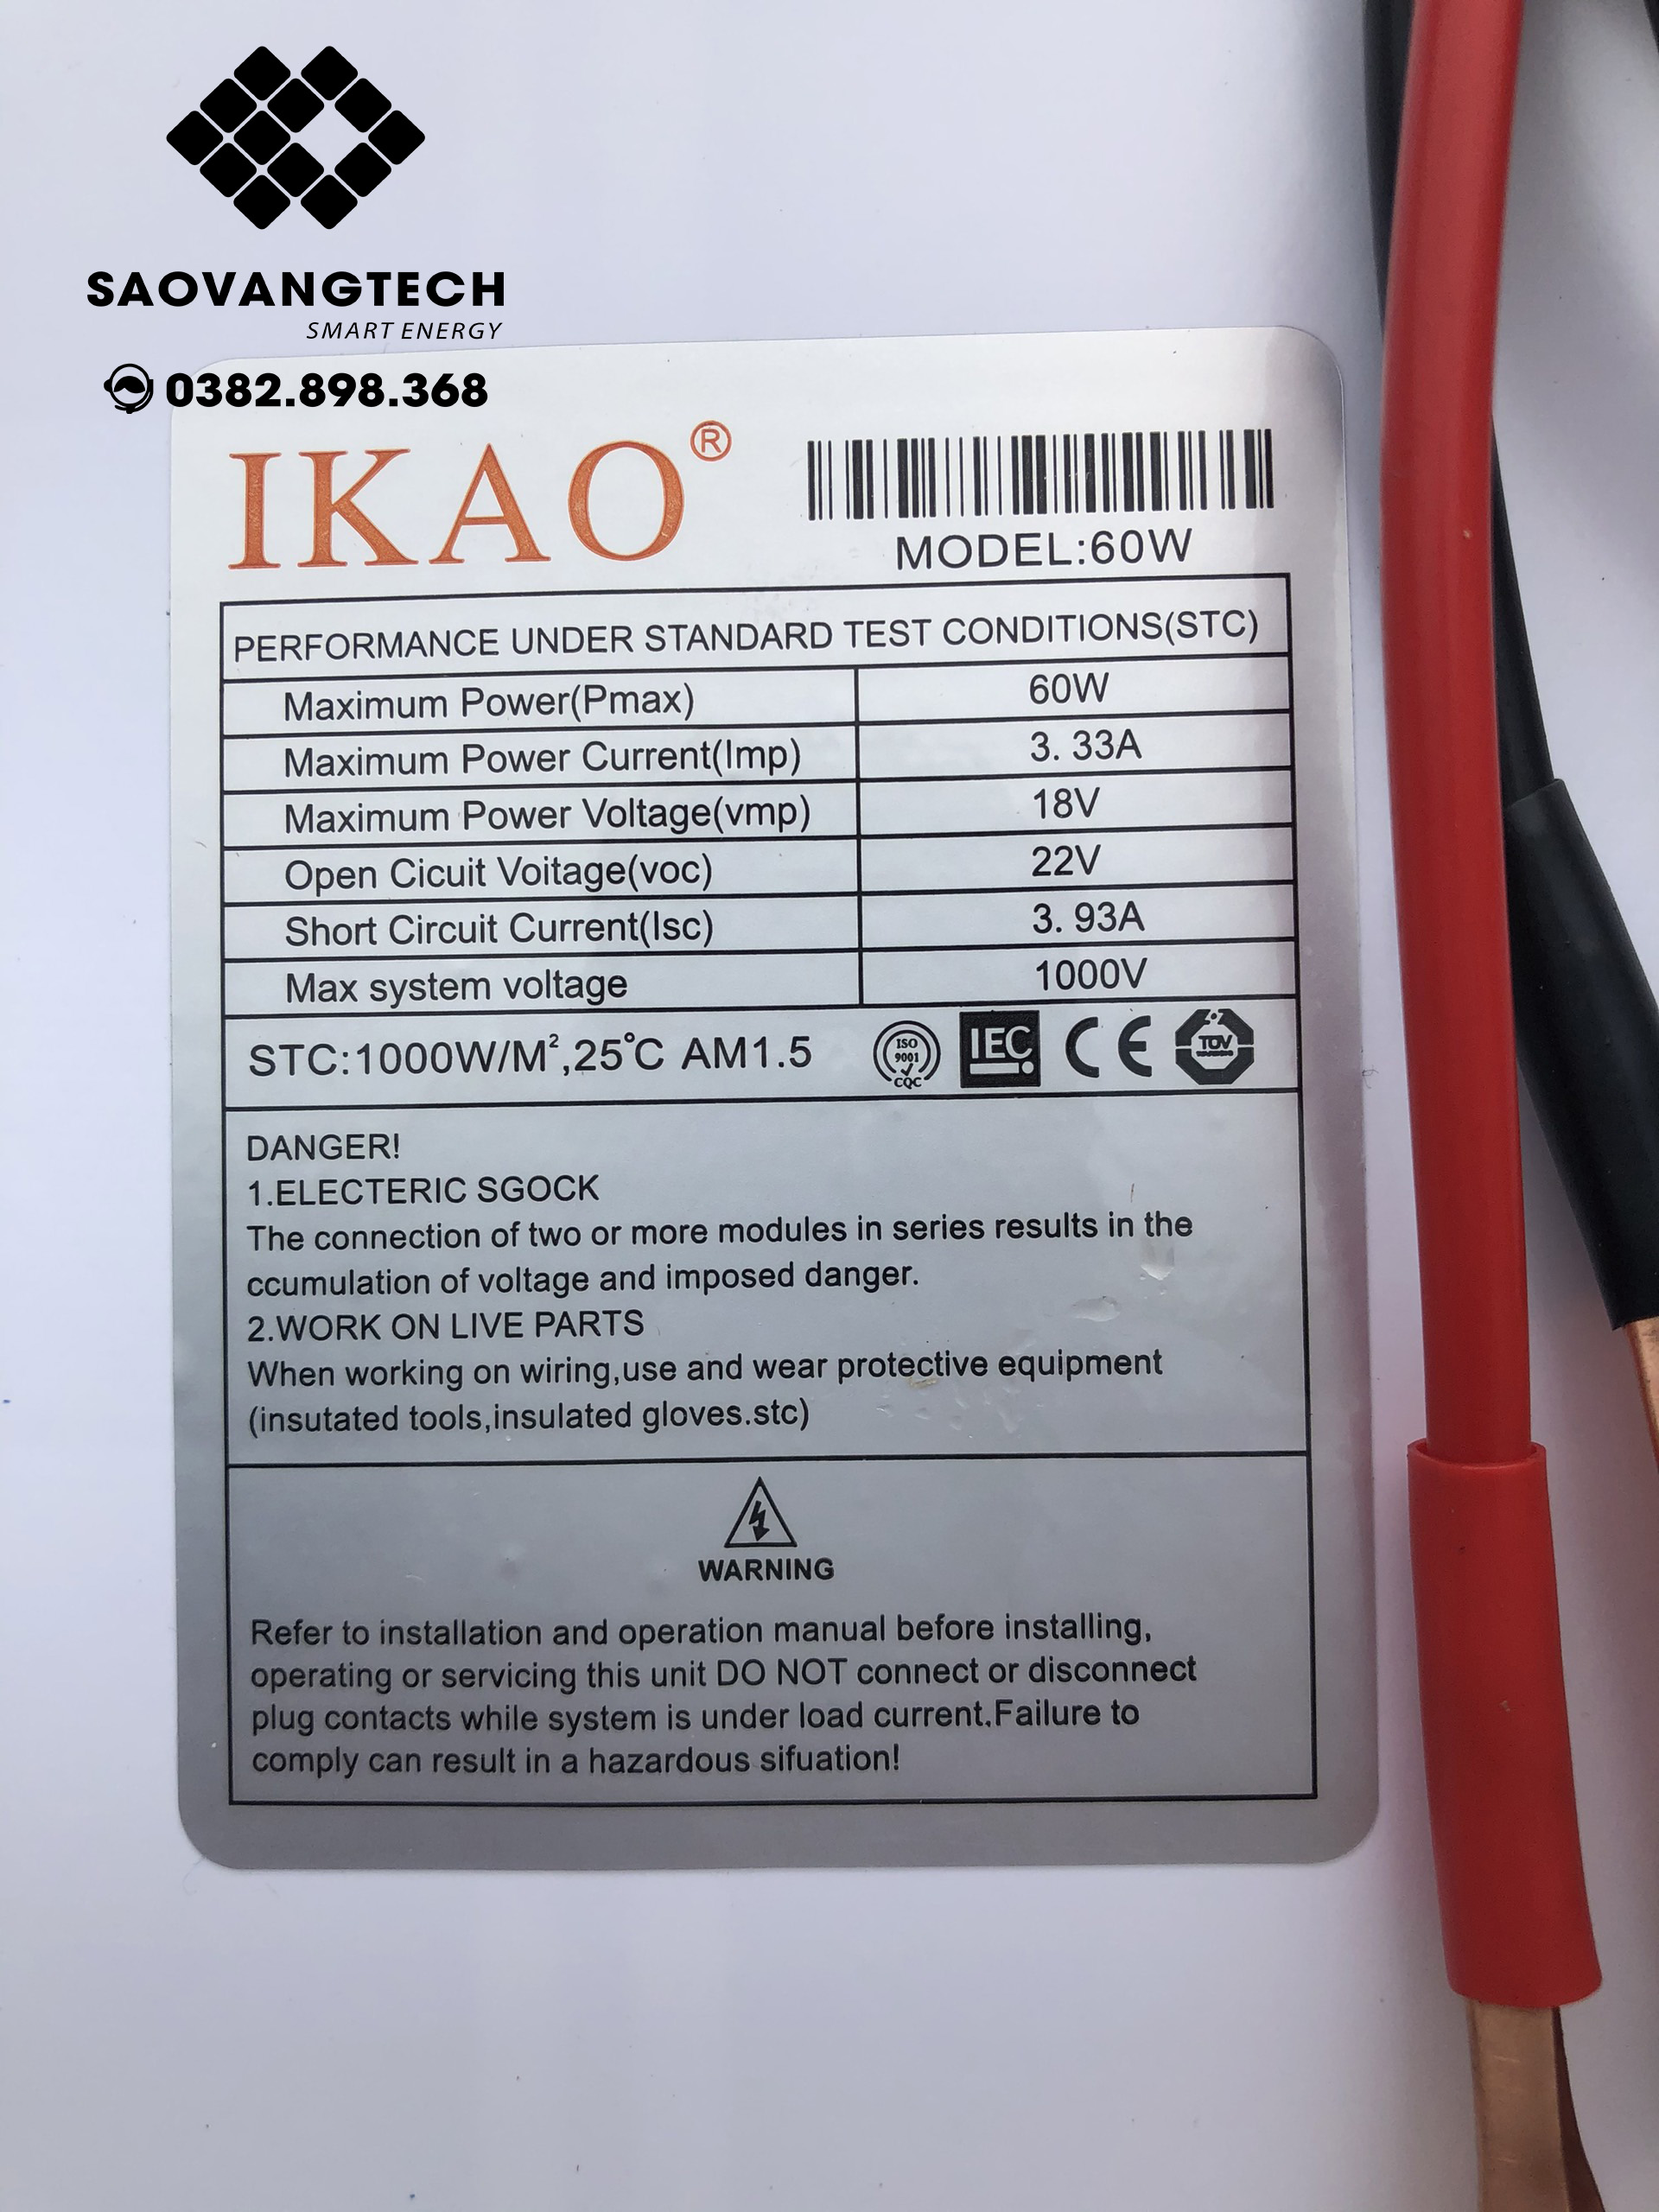 SAOVANGTECH
SMART ENERGY
0382.898.368
IKAO®
MODEL:60W
PERFORMANCE UNDER STANDARD TEST CONDITIONS(STC)
Maximum Power(Pmax) 60W
Maximum Power Current(Imp) 3. 33A
Maximum Power Voltage(vmp) 18V
Open Cicuit Voitage(voc) 22V
Short Circuit Current(Isc) 3. 93A
Max system voltage 1000V
STC:1000W/M²,25℃ AM1.5 ISO 9001 CQC IEC CE TÜV
DANGER!
1.ELECTERIC SGOCK
The connection of two or more modules in series results in the
ccumulation of voltage and imposed danger.
2.WORK ON LIVE PARTS
When working on wiring,use and wear protective equipment
(insutated tools,insulated gloves.stc)
WARNING
Refer to installation and operation manual before installing,
operating or servicing this unit DO NOT connect or disconnect
plug contacts while system is under load current.Failure to
comply can result in a hazardous sifuation!